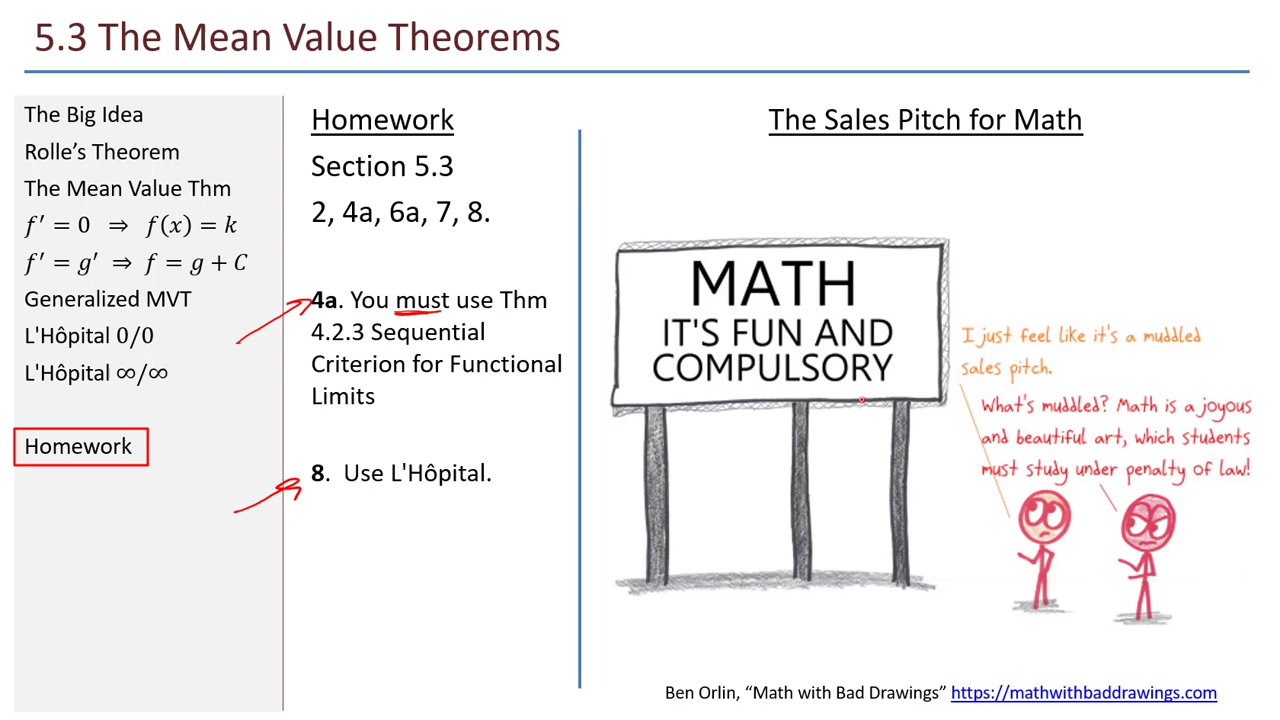 5.3 The Mean Value Theorems
The Big Idea
Rolle’s Theorem
The Mean Value Thm
f′ = 0 ⇒ f(x) = k
f′ = g′ ⇒ f = g + C
Generalized MVT
L'Hôpital 0/0
L'Hôpital ∞/∞
Homework
Homework
Section 5.3
2, 4a, 6a, 7, 8.
4a. You must use Thm
4.2.3 Sequential
Criterion for Functional
Limits
8. Use L'Hôpital.
The Sales Pitch for Math
MATH
IT'S FUN AND
COMPULSORY
I just feel like it's a muddled
sales pitch.
What's muddled? Math is a joyous
and beautiful art, which students
must study under penalty of law!
Ben Orlin, “Math with Bad Drawings” https://mathwithbaddrawings.com